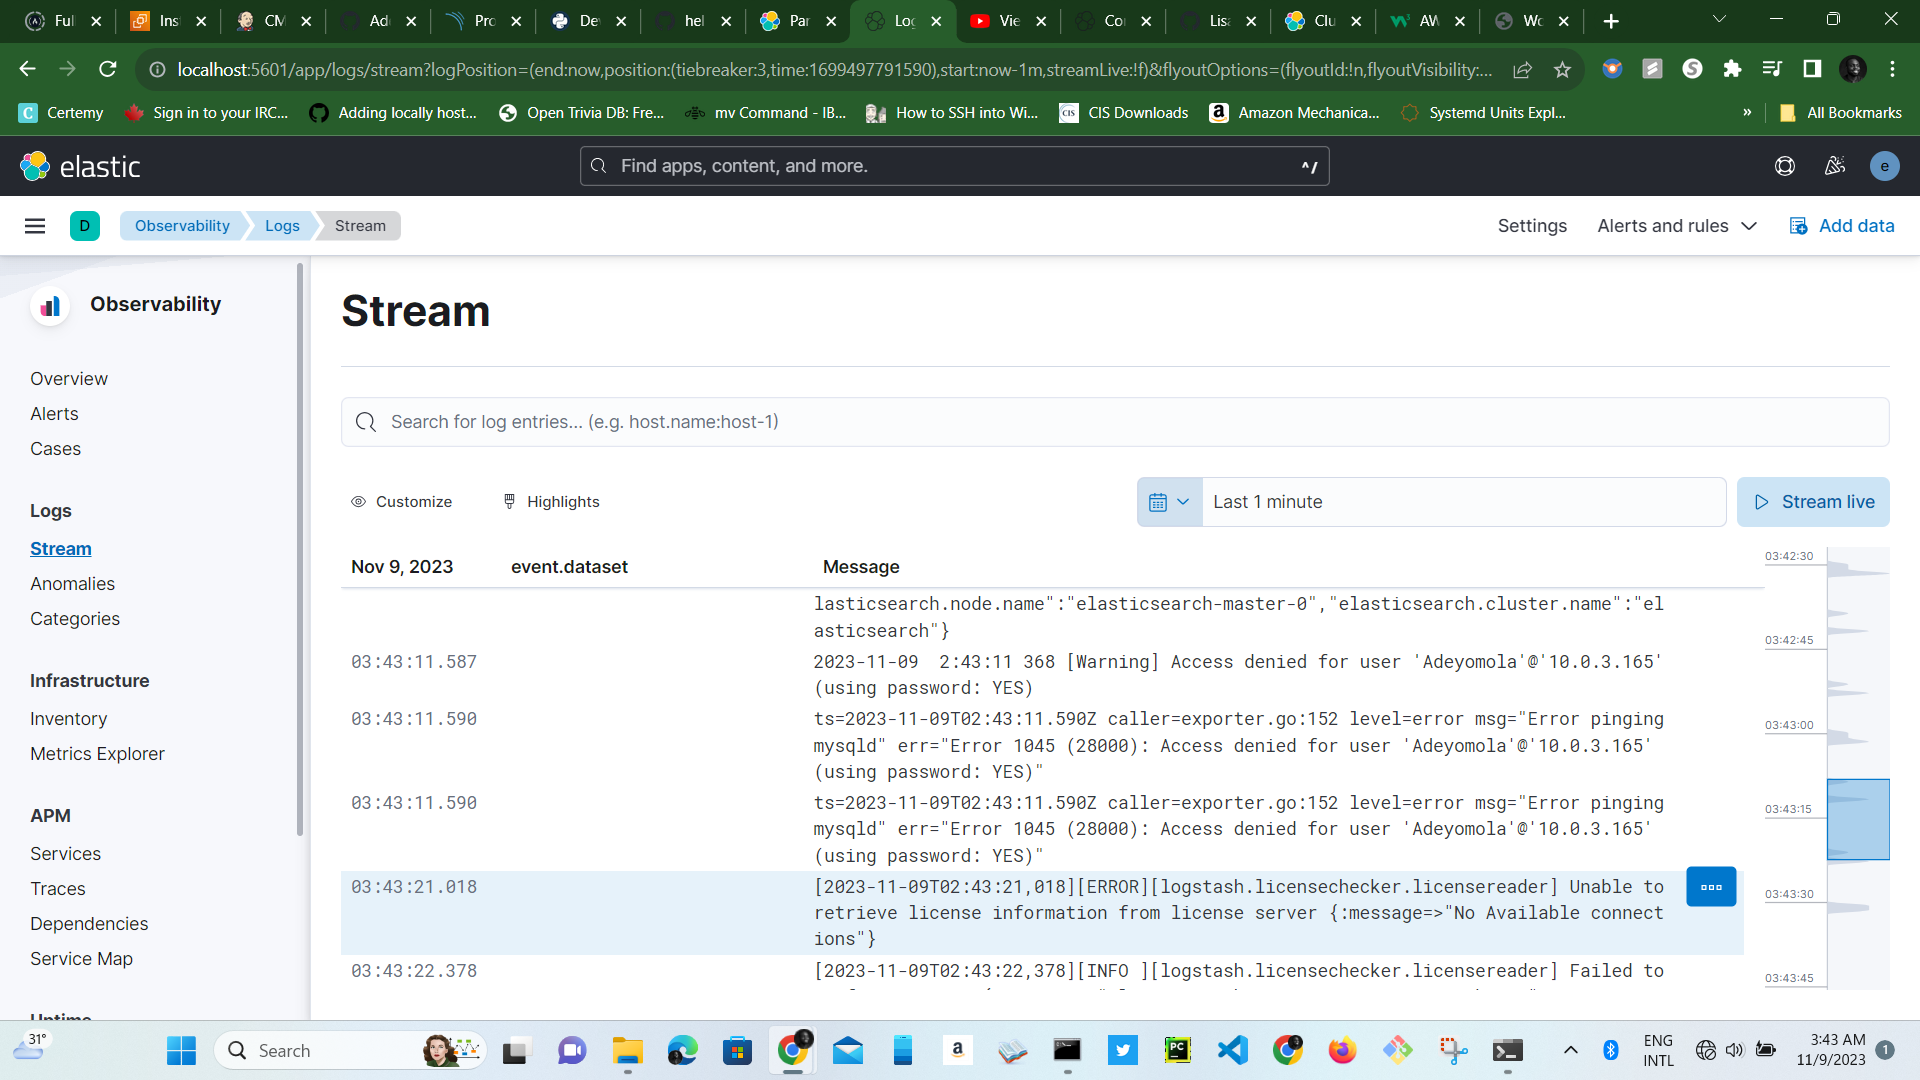 Ful
Ins
CM
Ad
Pro
De
hel
Par
Log
Vie
Co
Lis
Clu
AW
Wo
localhost:5601/app/logs/stream?logPosition=(end:now,position:(tiebreaker:3,time:1699497791590),start:now-1m,streamLive:!f)&flyoutOptions=(flyoutId:!n,flyoutVisibility:...
Certemy
Sign in to your IRC...
Adding locally host...
Open Trivia DB: Fre...
mv Command - IB...
How to SSH into Wi...
CIS Downloads
Amazon Mechanica...
Systemd Units Expl...
»
All Bookmarks
elastic
Find apps, content, and more.
^/
e
D
Observability
Logs
Stream
Settings
Alerts and rules
Add data
Observability
Overview
Alerts
Cases
Logs
Stream
Anomalies
Categories
Infrastructure
Inventory
Metrics Explorer
APM
Services
Traces
Dependencies
Service Map
Uptime
Stream
Search for log entries... (e.g. host.name:host-1)
Customize
Highlights
Last 1 minute
Stream live
Nov 9, 2023
event.dataset
Message
lasticsearch.node.name":"elasticsearch-master-0","elasticsearch.cluster.name":"el
asticsearch"}
03:43:11.587
2023-11-09  2:43:11 368 [Warning] Access denied for user 'Adeyomola'@'10.0.3.165'
(using password: YES)
03:43:11.590
ts=2023-11-09T02:43:11.590Z caller=exporter.go:152 level=error msg="Error pinging
mysqld" err="Error 1045 (28000): Access denied for user 'Adeyomola'@'10.0.3.165'
(using password: YES)"
03:43:11.590
ts=2023-11-09T02:43:11.590Z caller=exporter.go:152 level=error msg="Error pinging
mysqld" err="Error 1045 (28000): Access denied for user 'Adeyomola'@'10.0.3.165'
(using password: YES)"
03:43:21.018
[2023-11-09T02:43:21,018][ERROR][logstash.licensechecker.licensereader] Unable to
retrieve license information from license server {:message=>"No Available connect
ions"}
03:43:22.378
[2023-11-09T02:43:22,378][INFO ][logstash.licensechecker.licensereader] Failed to
03:42:30
03:42:45
03:43:00
03:43:15
03:43:30
03:43:45
31°
Search
ENG
INTL
3:43 AM
11/9/2023
1